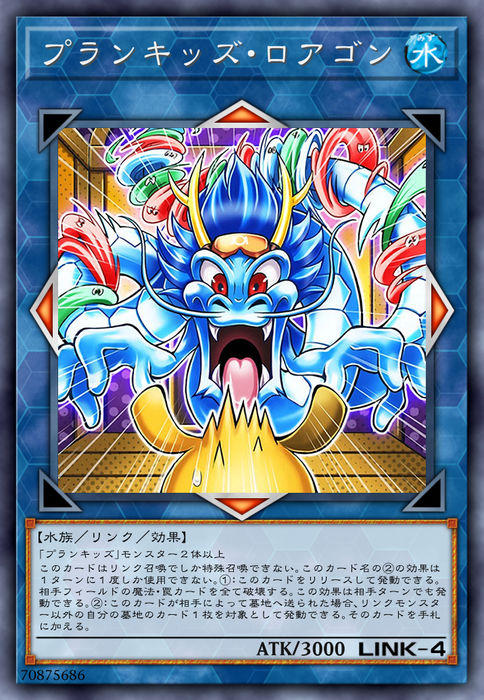 プランキッズ・ロアゴン
みず
水
【水族／リンク／効果】
「プランキッズ」モンスター２体以上
このカードはリンク召喚でしか特殊召喚できない。このカード名の②の効果は
１ターンに１度しか使用できない。①：このカードをリリースして発動できる。
相手フィールドの魔法・罠カードを全て破壊する。この効果は相手ターンでも発
動できる。②：このカードが相手によって墓地へ送られた場合、リンクモンスタ
ー以外の自分の墓地のカード１枚を対象として発動できる。そのカードを手札
に加える。
ATK/3000 LINK-4
70875686